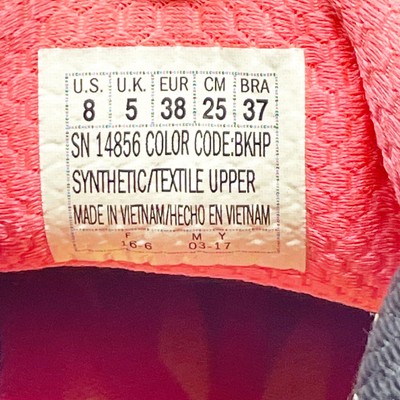 U.S. U.K. EUR CM BRA
8 5 38 25 37
SN 14856 COLOR CODE:BKHP
SYNTHETIC/TEXTILE UPPER
MADE IN VIETNAM/HECHO EN VIETNAM
F M Y
16-6 03-17